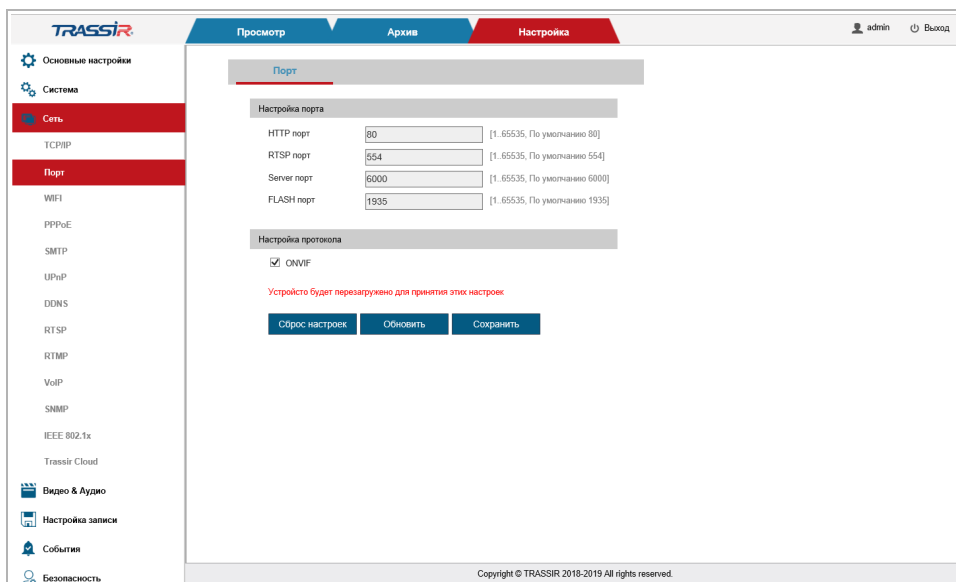 TRASSIR
Просмотр
Архив
Настройка
admin
Выход
Основные настройки
Система
Сеть
TCP/IP
Порт
WIFI
PPPoE
SMTP
UPnP
DDNS
RTSP
RTMP
VoIP
SNMP
IEEE 802.1x
Trassir Cloud
Видео & Аудио
Настройка записи
События
Безопасность
Порт
Настройка порта
HTTP порт 80 [1..65535, По умолчанию 80]
RTSP порт 554 [1..65535, По умолчанию 554]
Server порт 6000 [1..65535, По умолчанию 6000]
FLASH порт 1935 [1..65535, По умолчанию 1935]
Настройка протокола
ONVIF
Устройсто будет перезагружено для принятия этих настроек
Сброс настроек
Обновить
Сохранить
Copyright © TRASSIR 2018-2019 All rights reserved.